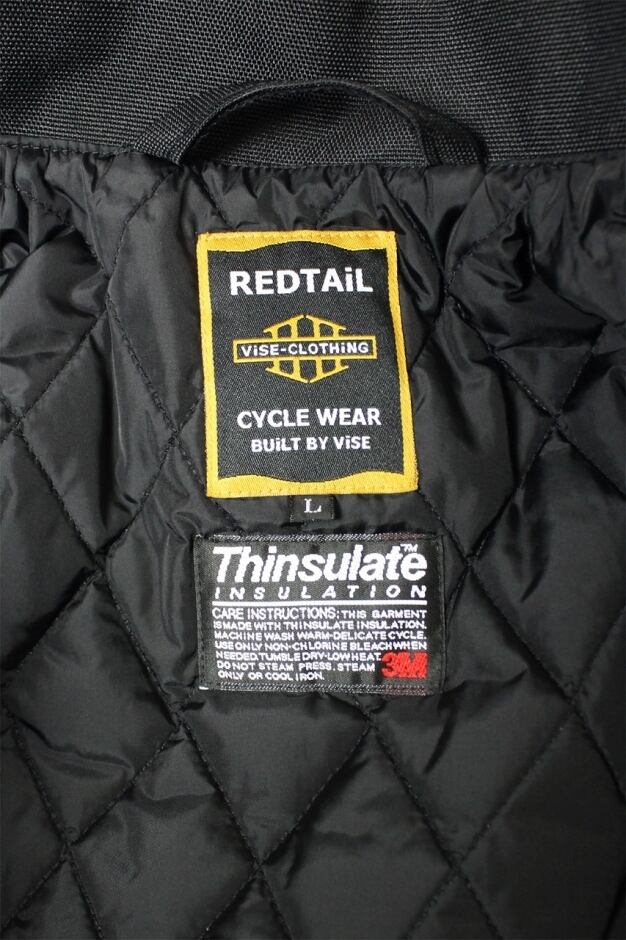 REDTAiL
ViSE-CLOTHiNG
CYCLE WEAR
BUiLT BY ViSE
L
Thinsulate™
INSULATION
CARE INSTRUCTIONS: THIS GARMENT
IS MADE WITH THINSULATE INSULATION.
MACHINE WASH WARM-DELICATE CYCLE.
USE ONLY NON-CHLORINE BLEACH WHEN
NEEDED TUMBLE DRY-LOW HEAT.
DO NOT STEAM PRESS. STEAM
ONLY OR COOL IRON.
3M